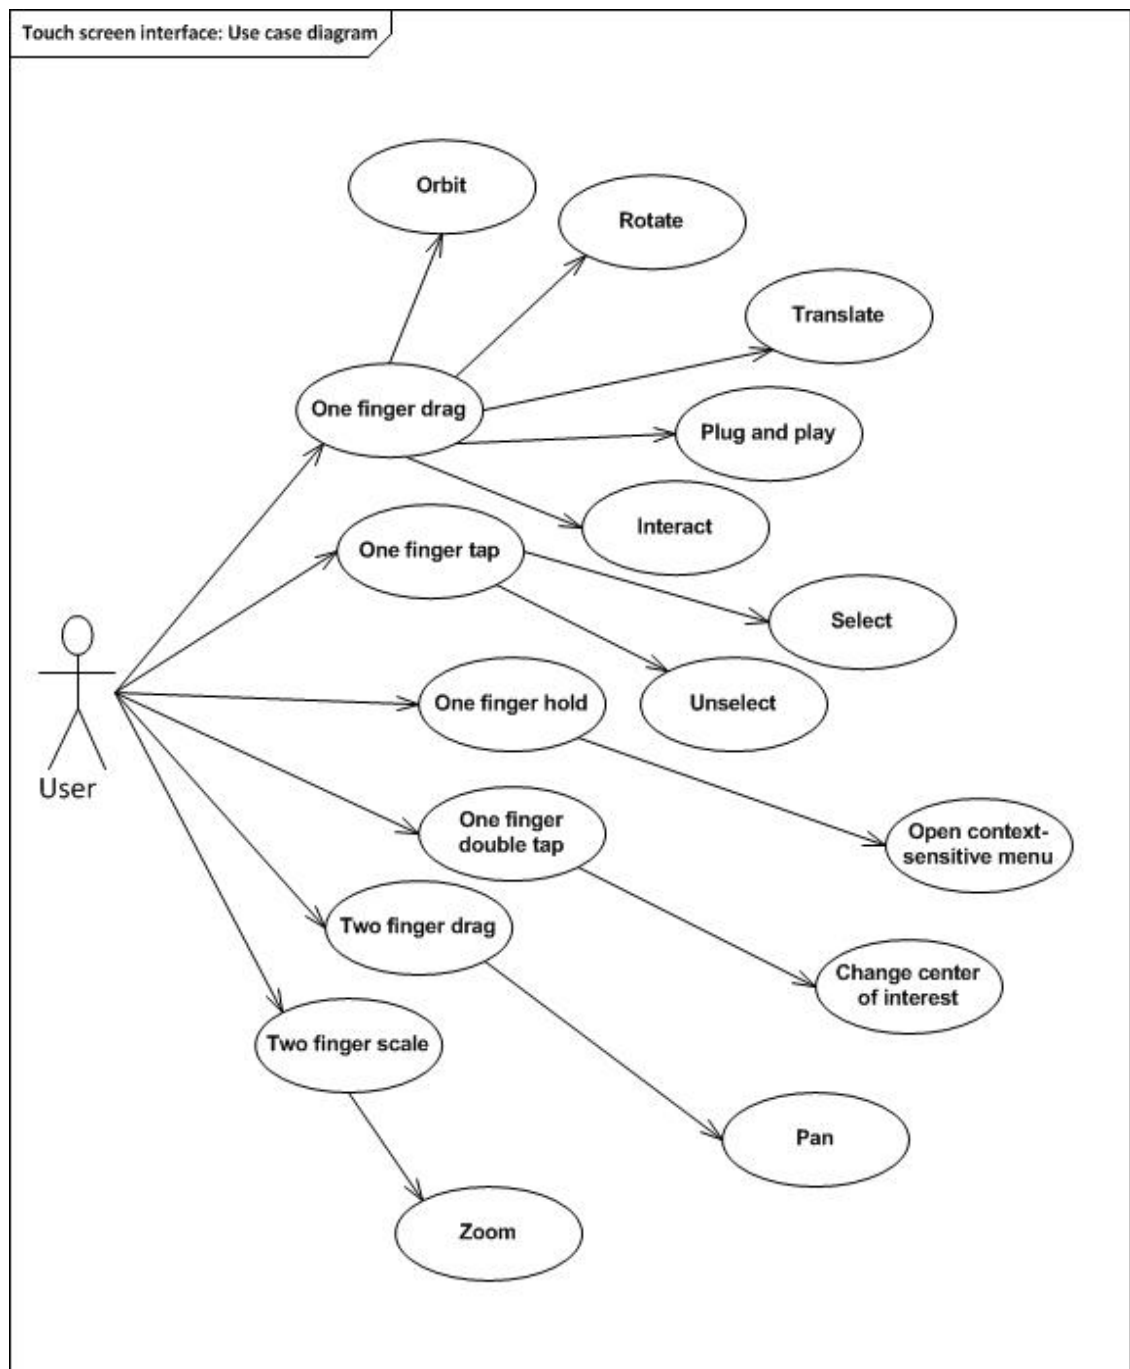 Touch screen interface: Use case diagram
Orbit
Rotate
Translate
One finger drag
Plug and play
Interact
One finger tap
Select
One finger hold
Unselect
User
One finger
double tap
Open context-
sensitive menu
Two finger drag
Change center
of interest
Two finger scale
Pan
Zoom